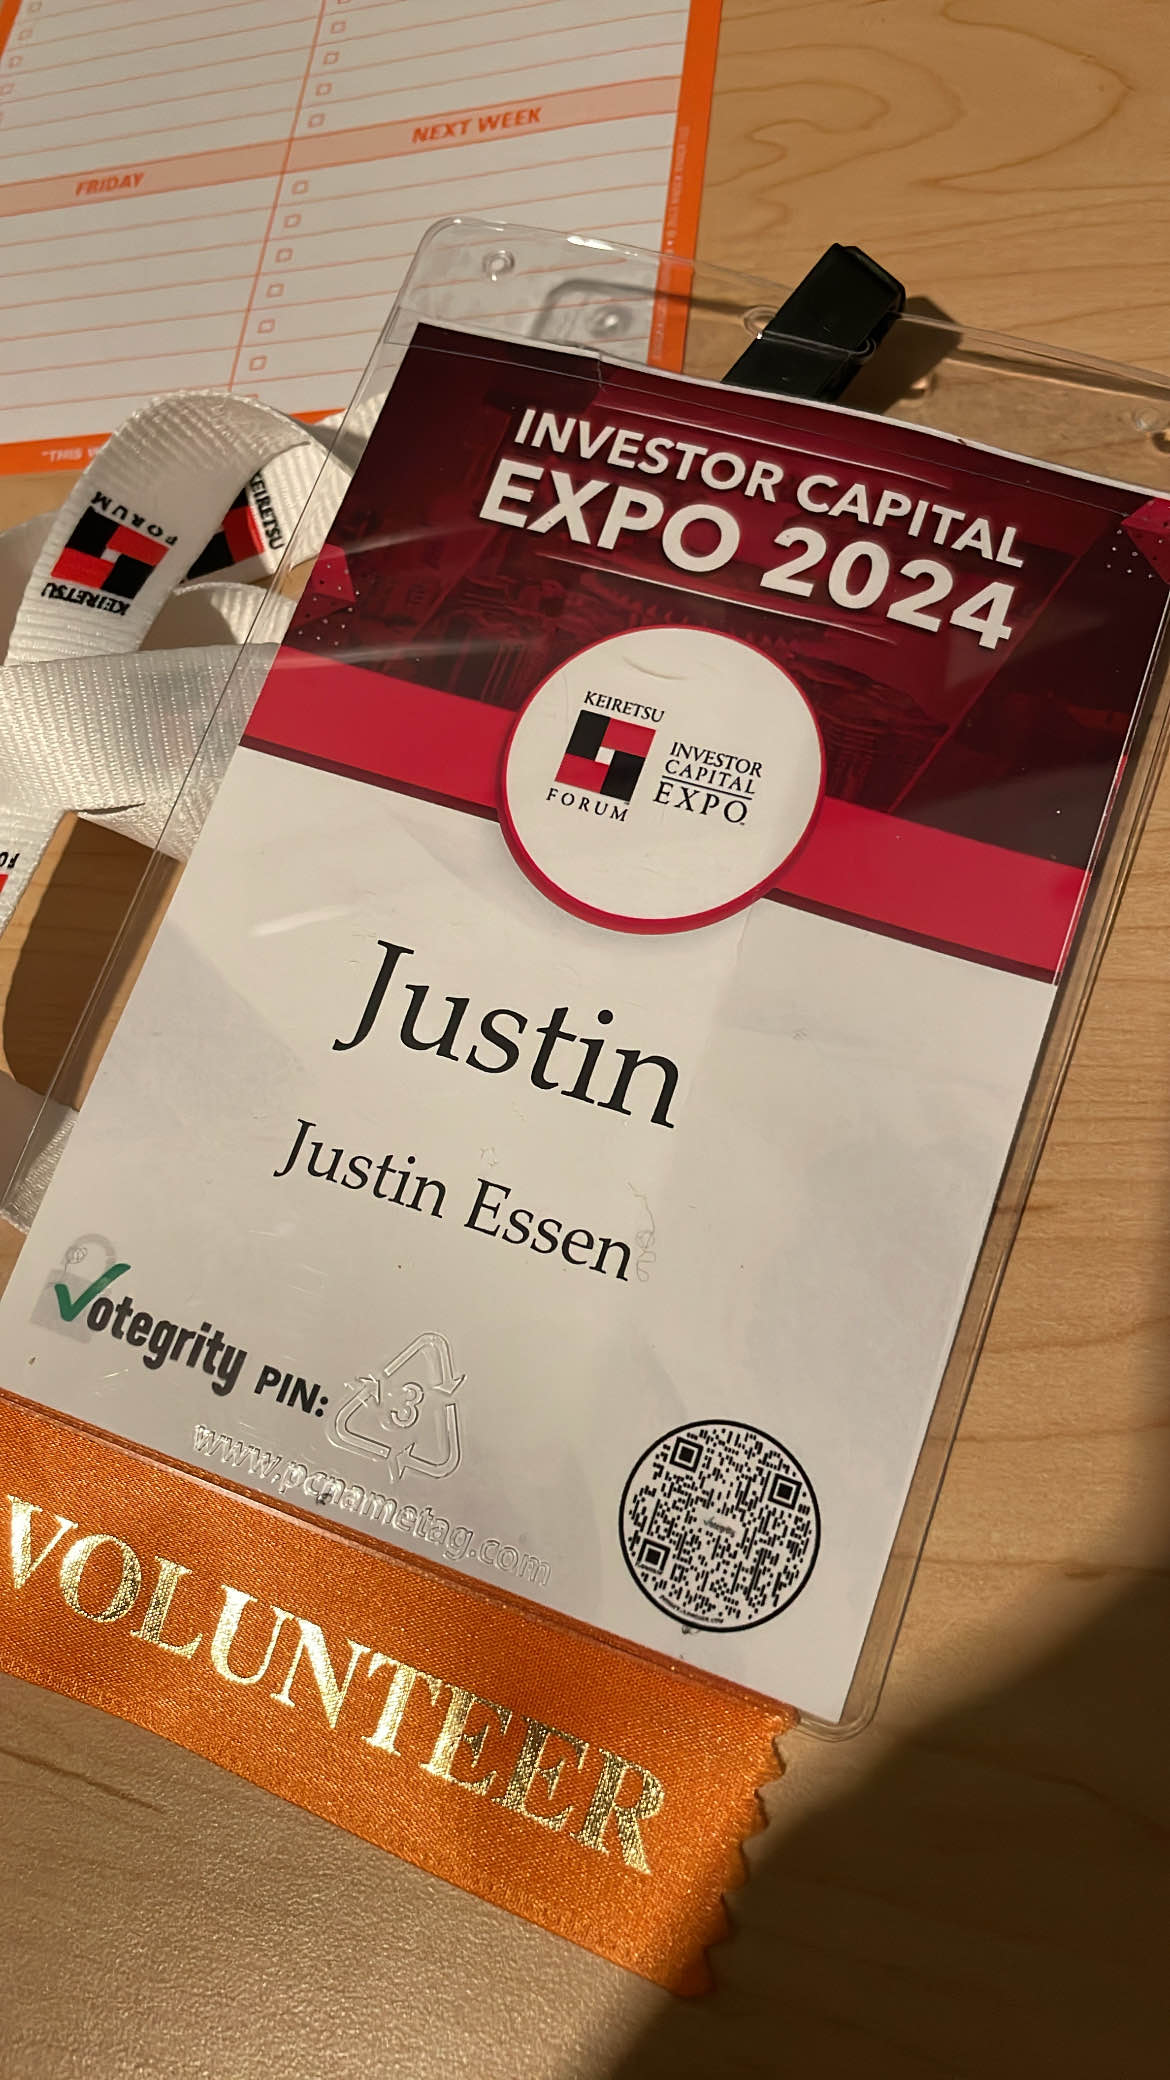 NEXT WEEK
FRIDAY
"THIS
INVESTOR CAPITAL
EXPO 2024
KEIRETSU
FORUM
KEIRETSU
KEIRETSU
FORUM
INVESTOR
CAPITAL
EXPO
Justin
Justin Essen
Votegrity PIN:
3
www.pcnametag.com
VOLUNTEER